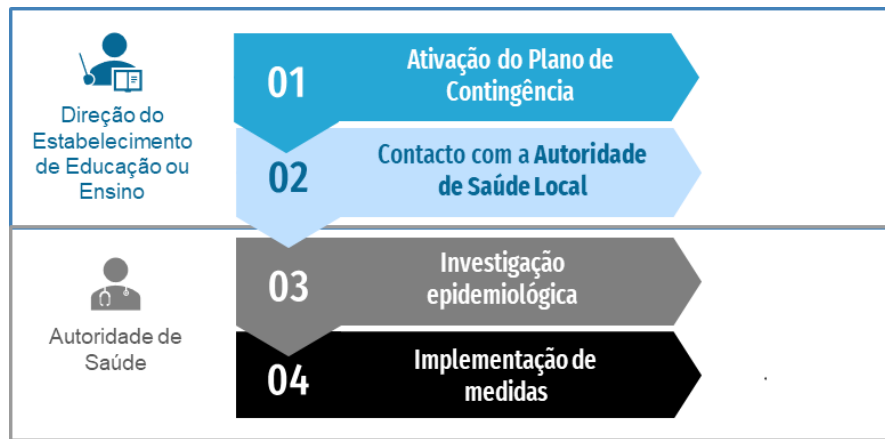 Direção do
Estabelecimento
de Educação ou
Ensino
01
Ativação do Plano de
Contingência
02
Contacto com a Autoridade
de Saúde Local
Autoridade de
Saúde
03
Investigação
epidemiológica
04
Implementação de
medidas
.